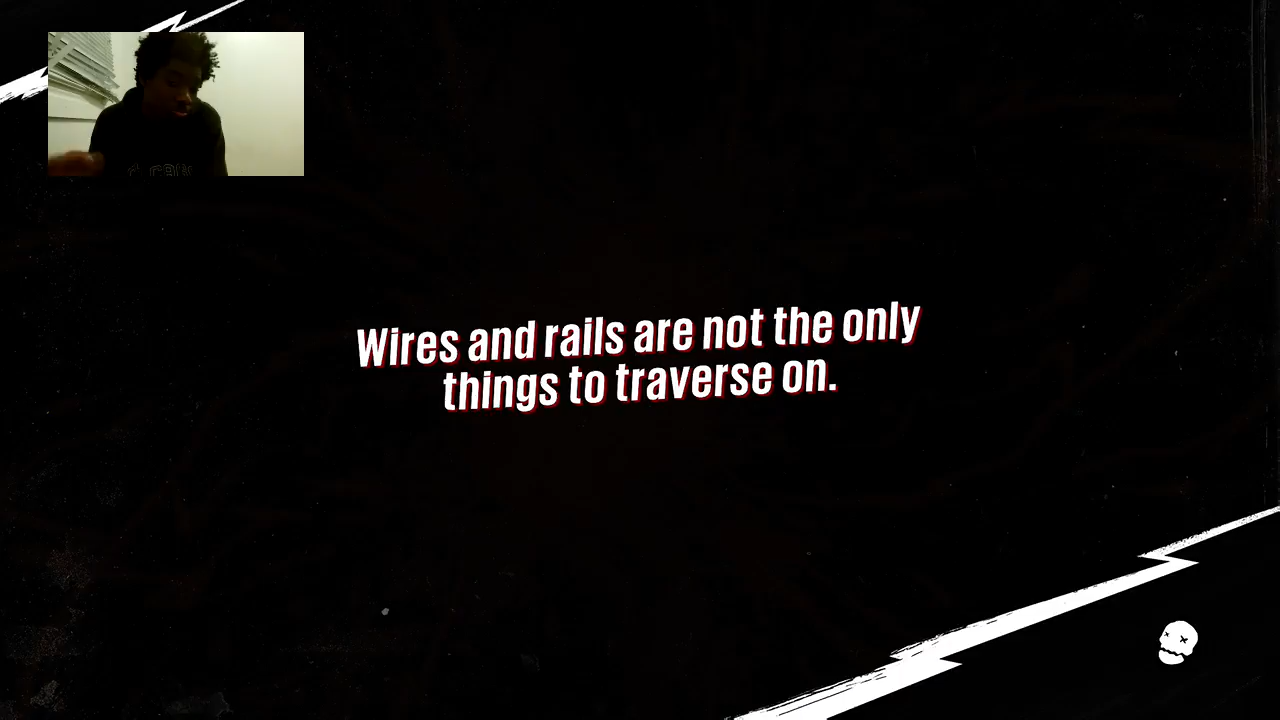 Wires and rails are not the only
things to traverse on.